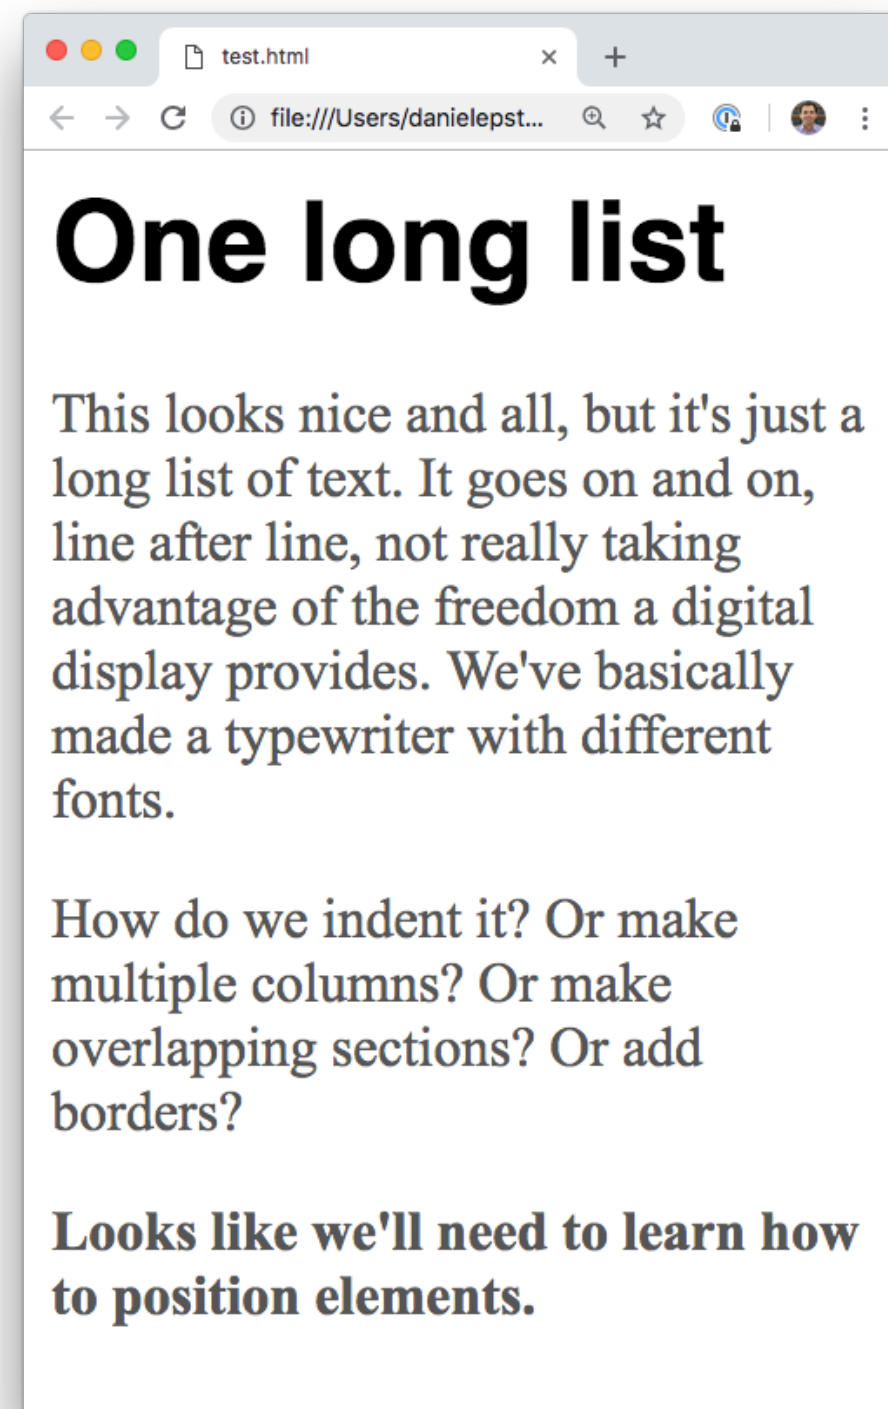 test.html
file:///Users/danielepst...
One long list
This looks nice and all, but it's just a
long list of text. It goes on and on,
line after line, not really taking
advantage of the freedom a digital
display provides. We've basically
made a typewriter with different
fonts.
How do we indent it? Or make
multiple columns? Or make
overlapping sections? Or add
borders?
Looks like we'll need to learn how
to position elements.